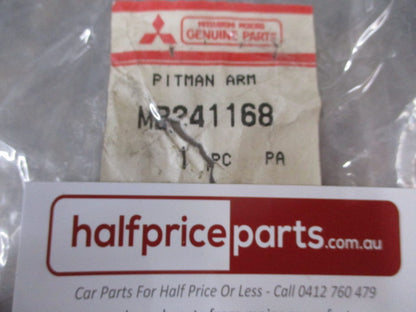 MITSUBISHI MOTORS
GENUINE PARTS
PITMAN ARM
MB241168
1 PC PA
halfpriceparts.com.au
Car Parts For Half Price Or Less - Call 0412 760 479